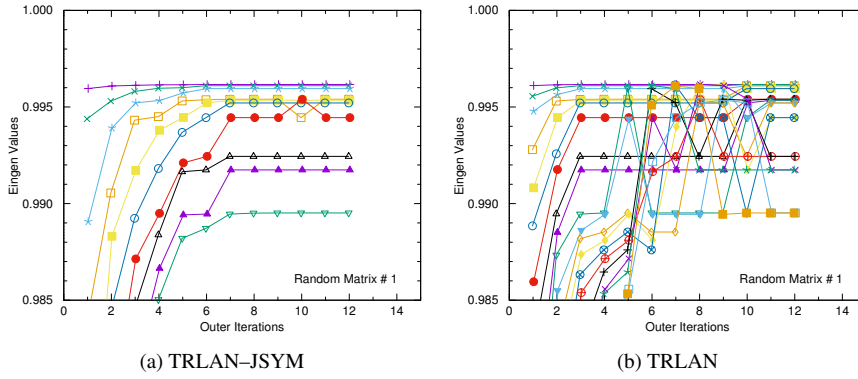 1.000
0.995
0.990
0.985
Eingen Values
0 2 4 6 8 10 12 14
Outer Iterations
Random Matrix # 1
(a) TRLAN–JSYM
1.000
0.995
0.990
0.985
Eingen Values
0 2 4 6 8 10 12 14
Outer Iterations
Random Matrix # 1
(b) TRLAN